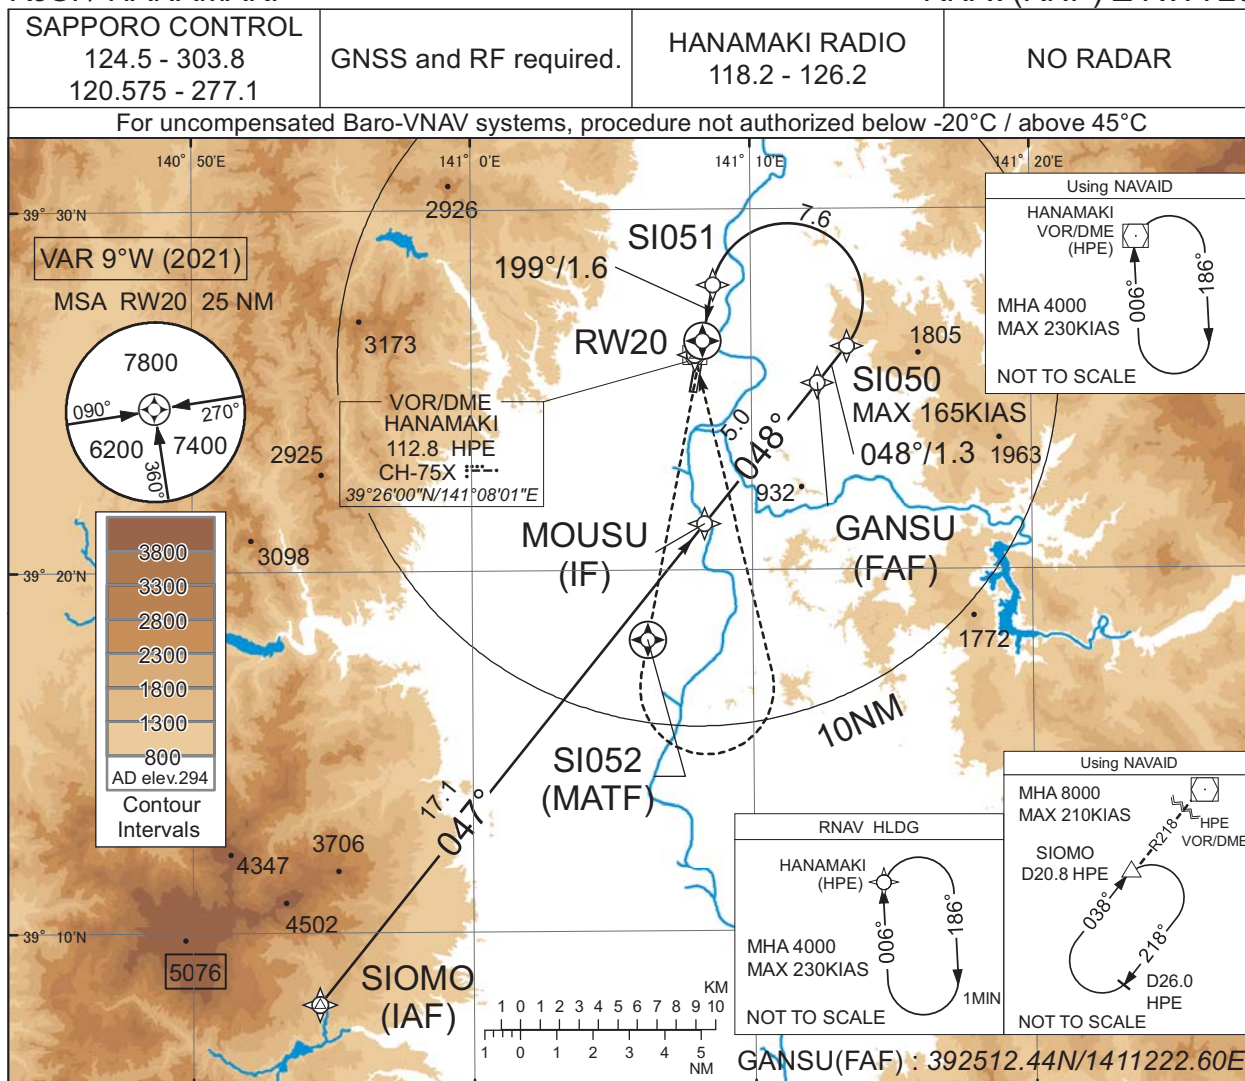 SAPPORO CONTROL
124.5 - 303.8
120.575 - 277.1
GNSS and RF required.
HANAMAKI RADIO
118.2 - 126.2
NO RADAR
For uncompensated Baro-VNAV systems, procedure not authorized below -20°C / above 45°C
140° 50'E
141° 0'E
141° 10'E
141° 20'E
39° 30'N
39° 20'N
39° 10'N
VAR 9°W (2021)
MSA RW20 25 NM
7800
090°
270°
6200
7400
360°
3800
3300
2800
2300
1800
1300
800
AD elev.294
Contour
Intervals
2926
3173
2925
3098
4347
3706
4502
5076
1805
1963
932
1772
SI051
7.6
199°/1.6
RW20
VOR/DME
HANAMAKI
112.8 HPE
CH-75X
39°26'00"N/141°08'01"E
SI050
MAX 165KIAS
048°/1.3
5.0
048°
MOUSU
(IF)
GANSU
(FAF)
SI052
(MATF)
10NM
17.1
047°
SIOMO
(IAF)
Using NAVAID
HANAMAKI
VOR/DME
(HPE)
MHA 4000
MAX 230KIAS
006°
186°
NOT TO SCALE
RNAV HLDG
HANAMAKI
(HPE)
MHA 4000
MAX 230KIAS
006°
186°
1MIN
NOT TO SCALE
Using NAVAID
MHA 8000
MAX 210KIAS
R218
HPE
VOR/DME
SIOMO
D20.8 HPE
038°
218°
D26.0
HPE
NOT TO SCALE
KM
1 0 1 2 3 4 5 6 7 8 9 10
1 0 1 2 3 4 5
NM
GANSU(FAF) : 392512.44N/1411222.60E